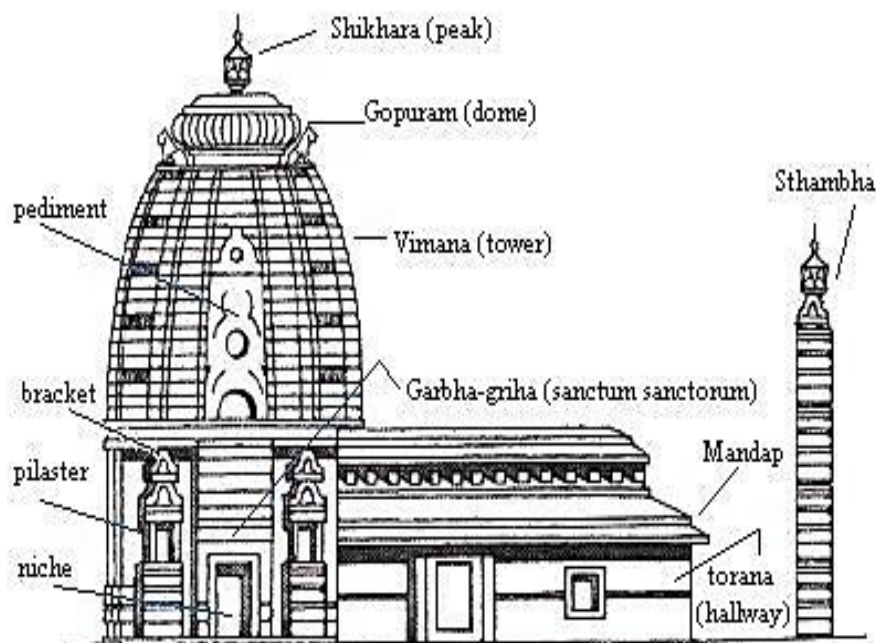 Shikhara (peak)
Gopuram (dome)
Sthambha
pediment
Vimana (tower)
bracket
Garbha-griha (sanctum sanctorum)
Mandap
pilaster
niche
torana
(hallway)